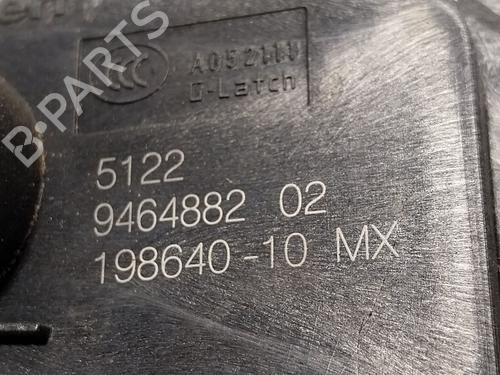 B-PARTS
A052111
G-Latch
5122
9464882 02
198640-10 MX